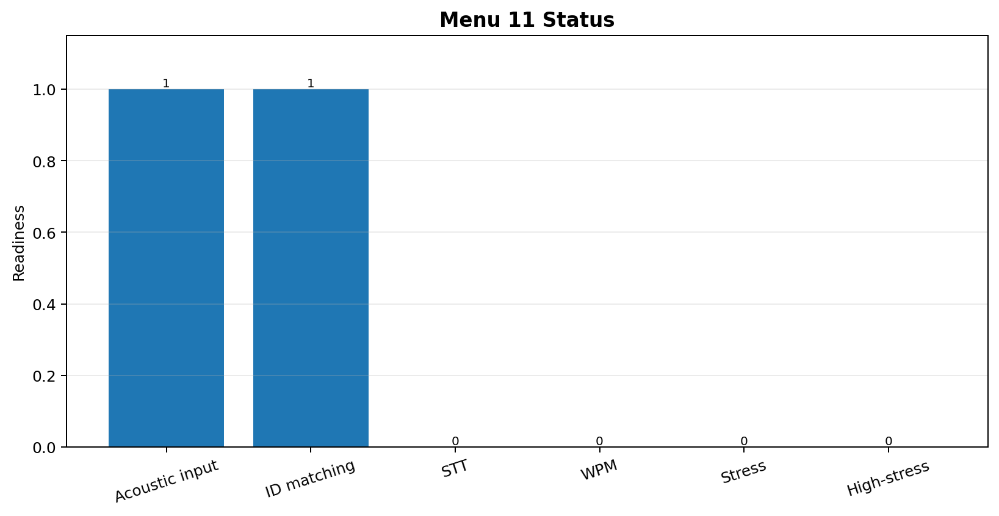 Menu 11 Status
Readiness
1.0
0.8
0.6
0.4
0.2
0.0
1
1
0
0
0
0
Acoustic input
ID matching
STT
WPM
Stress
High-stress